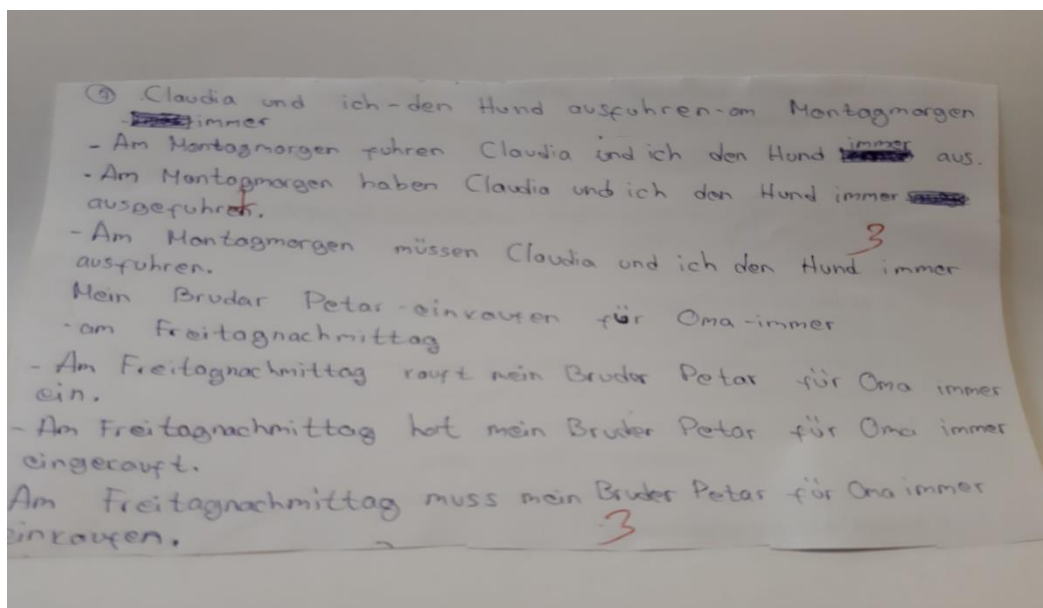 ① Claudia und ich-den Hund ausfuhren-am Montagmorgen
-immer
- Am Montagmorgen fuhren Claudia und ich den Hund immer aus.
- Am Montagmorgen haben Claudia und ich den Hund immer
ausgefuhrt.
3
- Am Montagmorgen müssen Claudia und ich den Hund immer
ausfuhren.
Mein Brudar Petar-einkaufen für Oma-immer
-am Freitagnachmittag
- Am Freitagnachmittag kauft mein Bruder Petar für Oma immer
ein.
- Am Freitagnachmittag hat mein Bruder Petar für Oma immer
eingekauft.
Am Freitagnachmittag muss mein Bruder Petar für Oma immer
einkaufen.
3